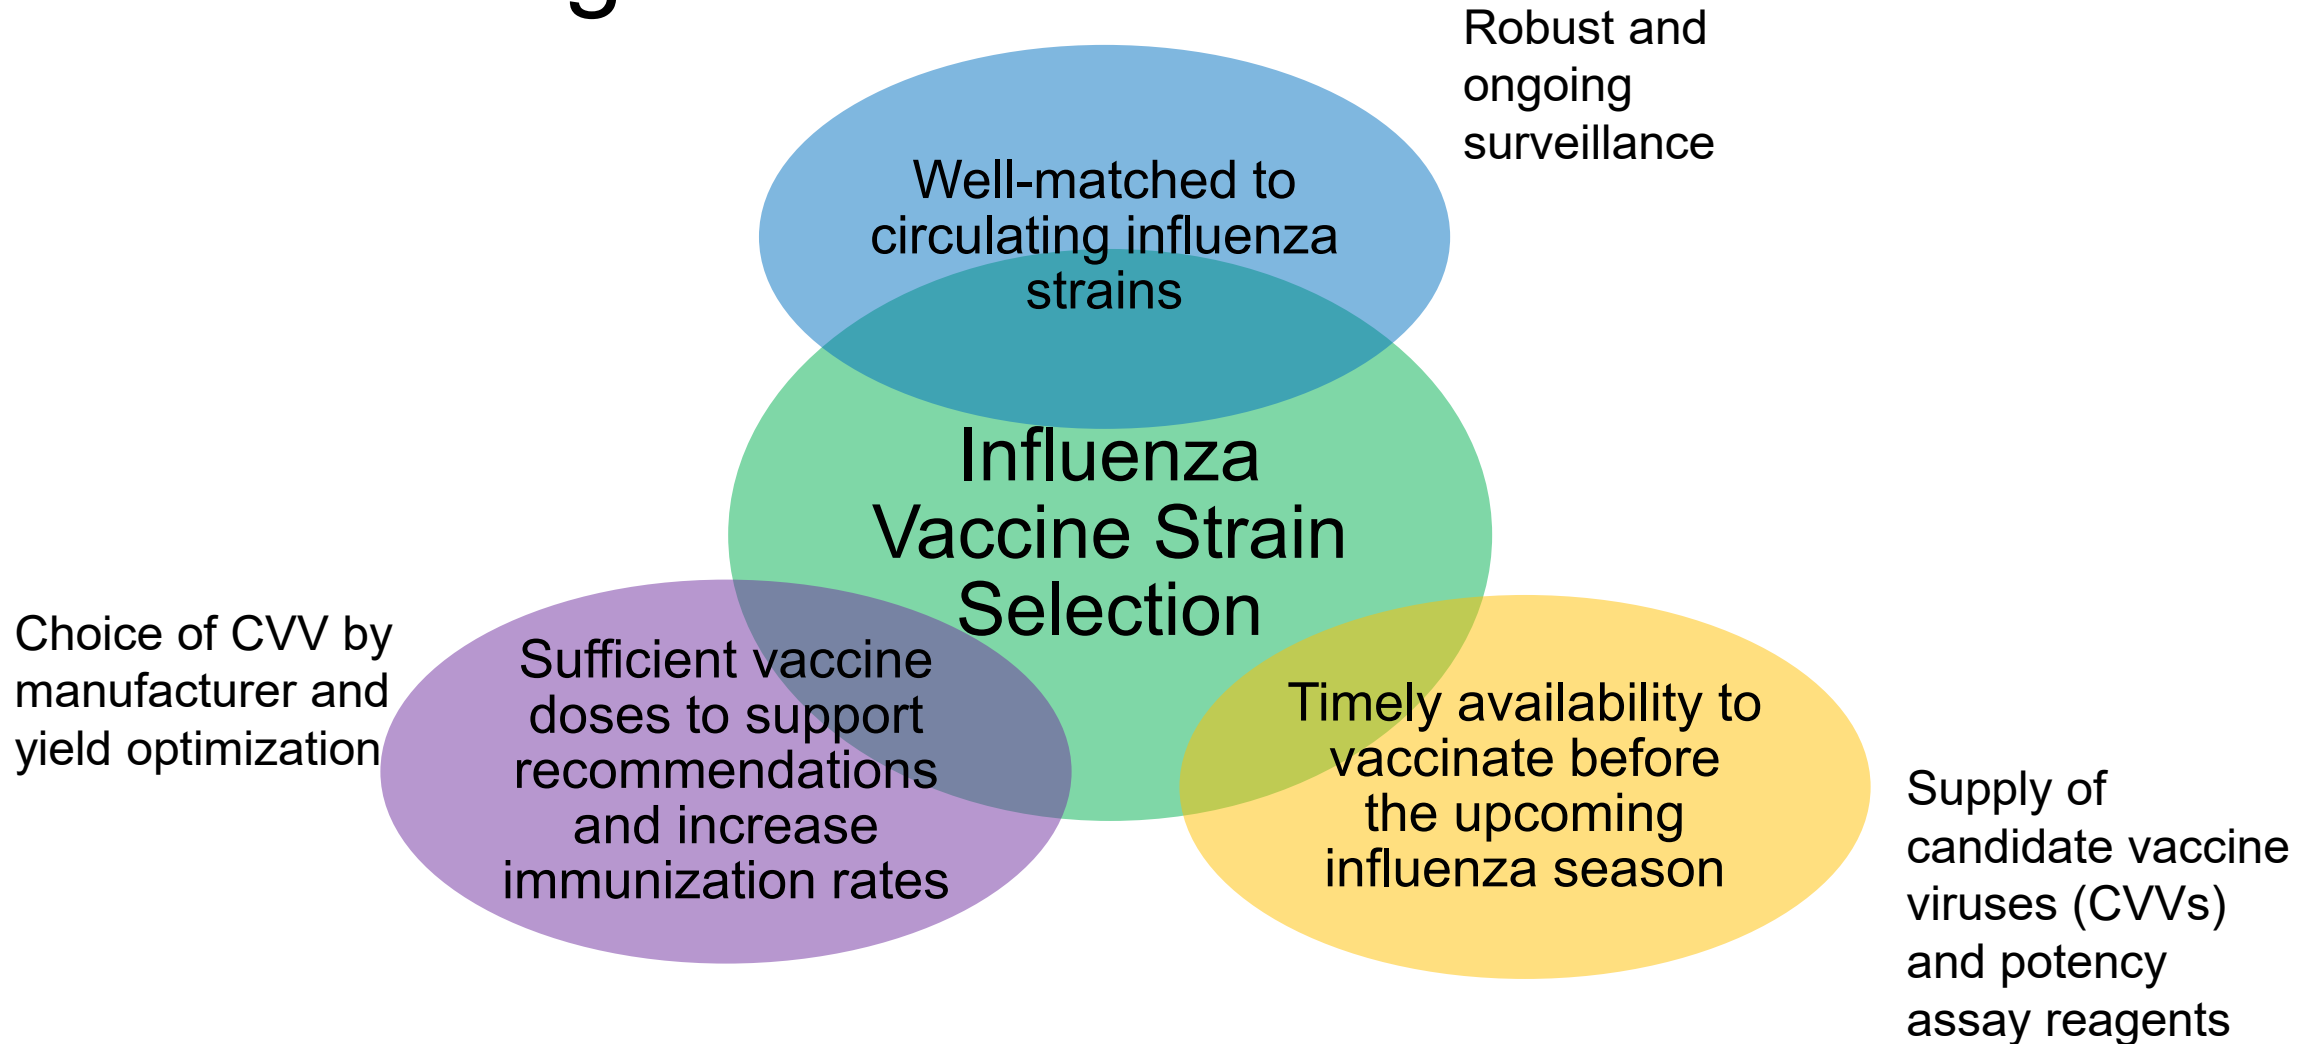 Robust and
ongoing
surveillance
Well-matched to
circulating influenza
strains
Influenza
Vaccine Strain
Selection
Choice of CVV by
manufacturer and
yield optimization
Sufficient vaccine
doses to support
recommendations
and increase
immunization rates
Timely availability to
vaccinate before
the upcoming
influenza season
Supply of
candidate vaccine
viruses (CVVs)
and potency
assay reagents